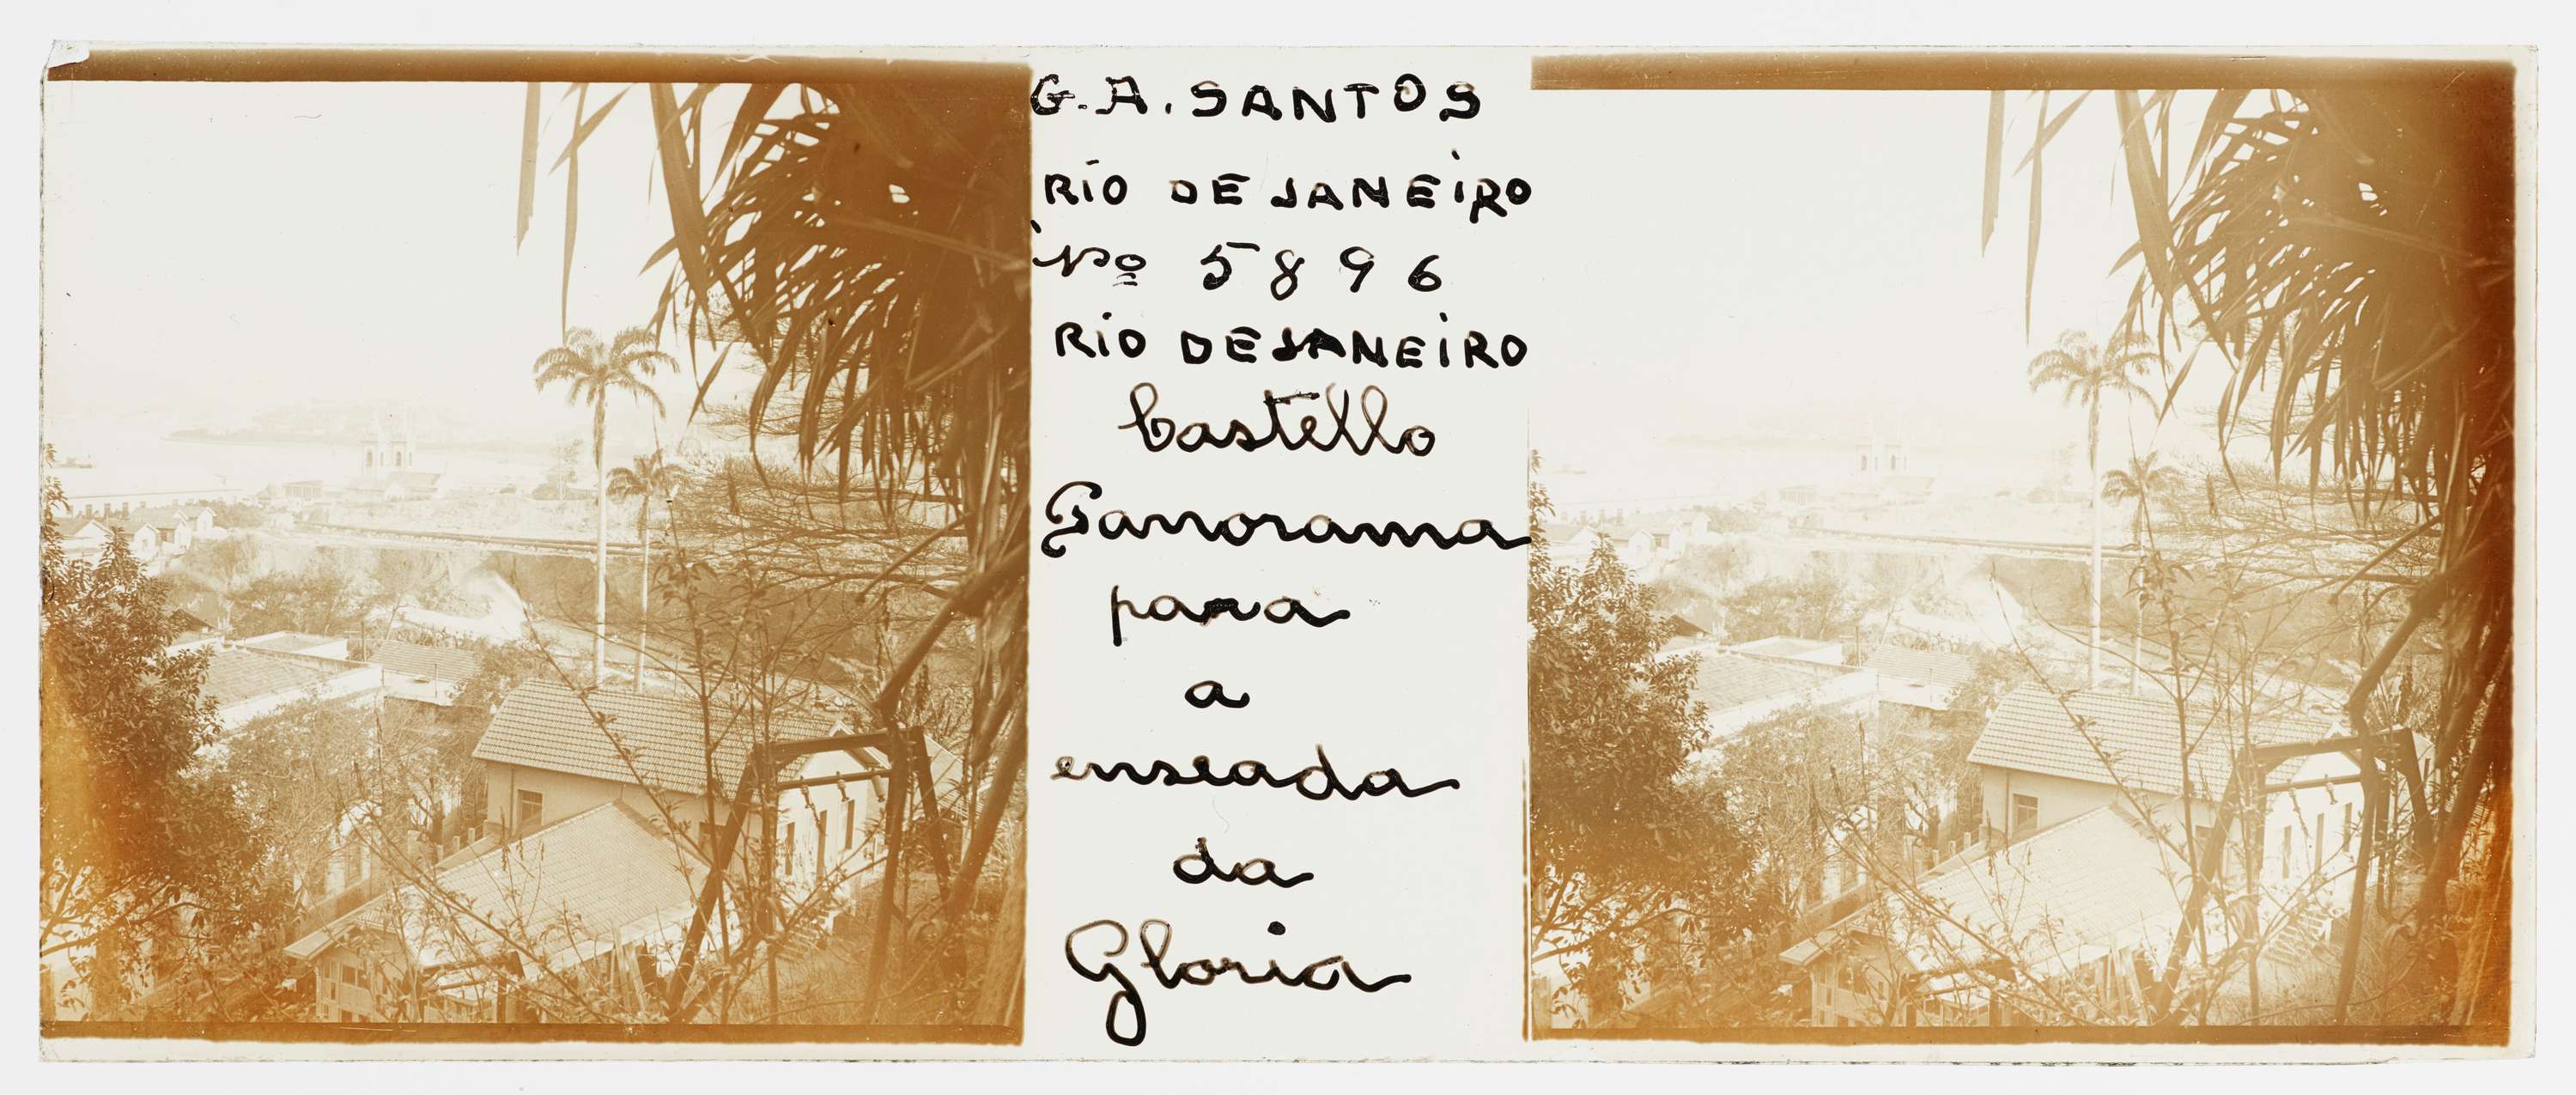 G. A. SANTOS
RIO DE JANEIRO
Nº 5896
RIO DE JANEIRO
Castello
Panorama
para
a
enseada
da
Gloria